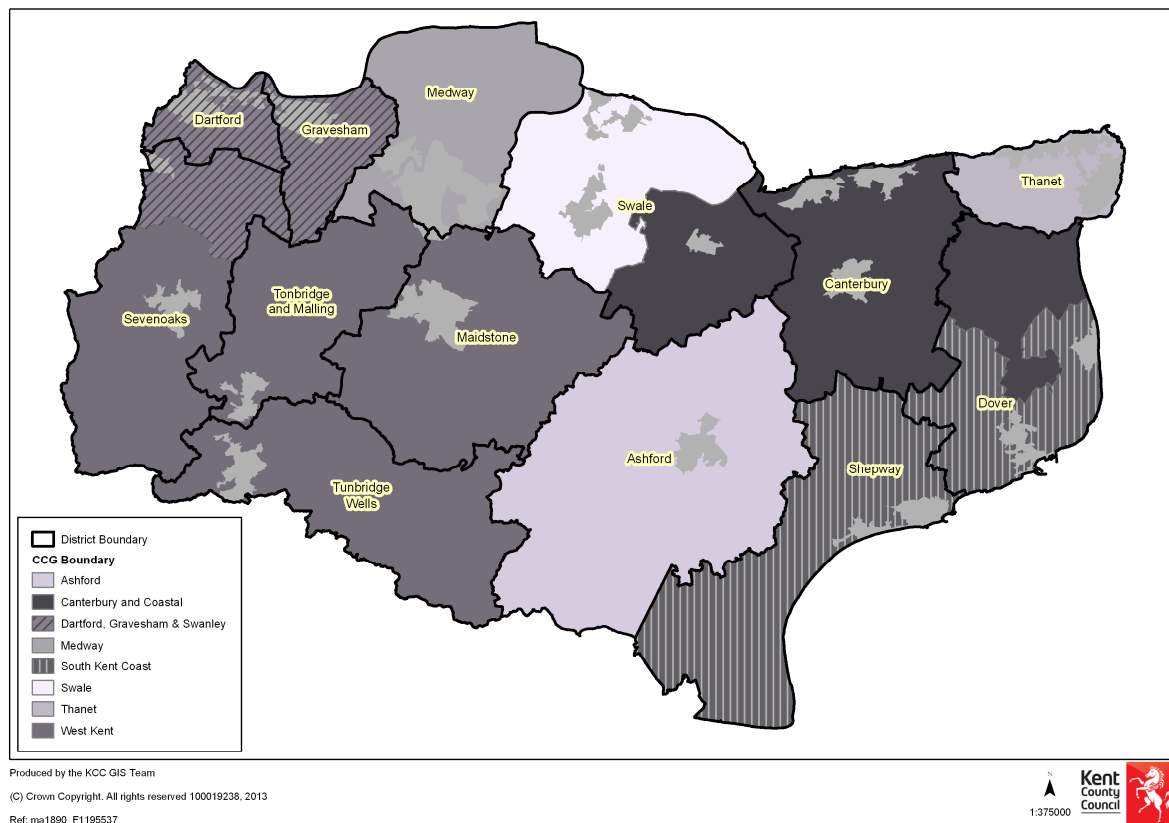 Medway
Dartford
Gravesham
Thanet
Swale
Canterbury
Tonbridge
and Malling
Sevenoaks
Maidstone
Dover
Ashford
Shepway
Tunbridge
Wells
District Boundary
CCG Boundary
Ashford
Canterbury and Coastal
Dartford, Gravesham & Swanley
Medway
South Kent Coast
Swale
Thanet
West Kent
Produced by the KCC GIS Team
(C) Crown Copyright. All rights reserved 100019238, 2013
Ref: ma1890_F1195537
N
1:375000
Kent
County
Council